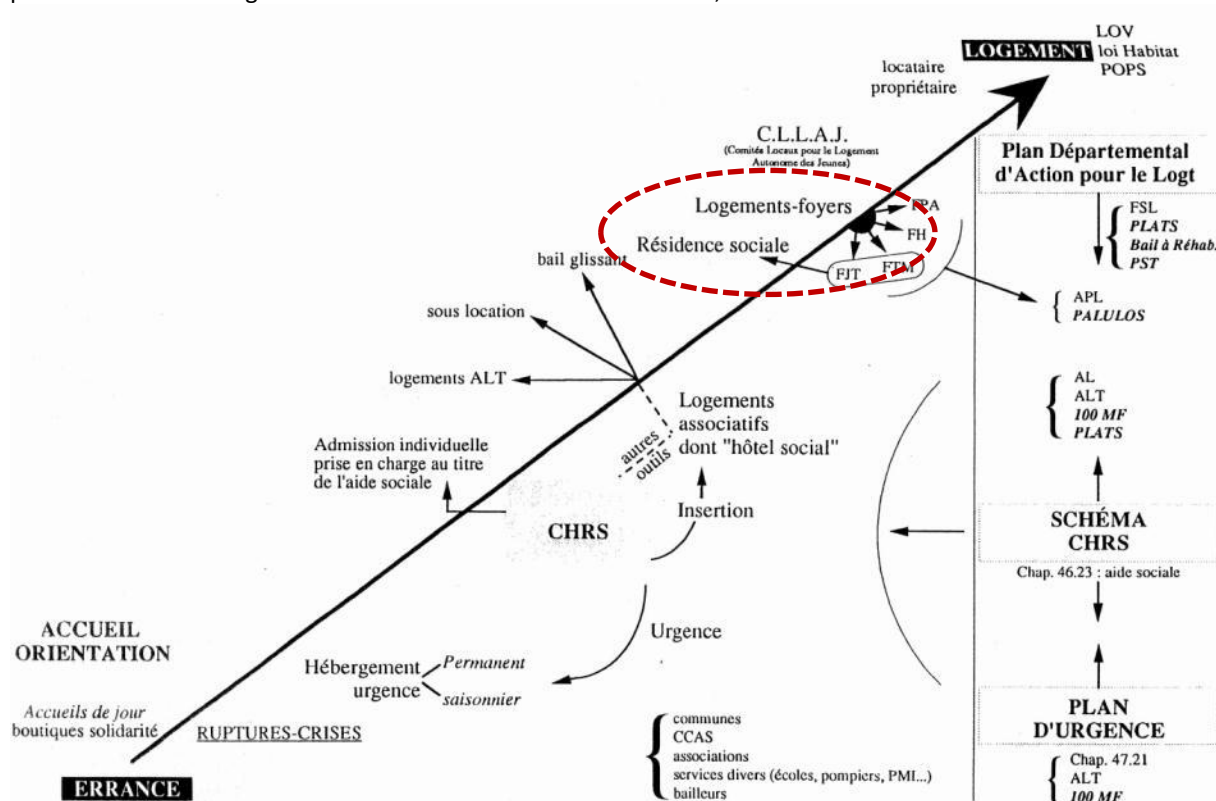 LOV
LOGEMENT loi Habitat
POPS
locataire
propriétaire
C.L.L.A.J.
(Comités Locaux pour le Logement
Autonome des Jeunes)
Plan Départemental
d'Action pour le Logt
Logements-foyers
FPA
FH
FJT FTM
Résidence sociale
bail glissant
sous location
logements ALT
FSL
PLATS
Bail à Réhab.
PST
APL
PALULOS
AL
ALT
100 MF
PLATS
Logements
associatifs
dont "hôtel social"
autres
outils
Admission individuelle
prise en charge au titre
de l'aide sociale
CHRS
Insertion
SCHÉMA
CHRS
Chap. 46.23 : aide sociale
Urgence
ACCUEIL
ORIENTATION
Hébergement
urgence
Permanent
saisonnier
Accueils de jour
boutiques solidarité
RUPTURES-CRISES
ERRANCE
communes
CCAS
associations
services divers (écoles, pompiers, PMI...)
bailleurs
PLAN
D'URGENCE
Chap. 47.21
ALT
100 MF